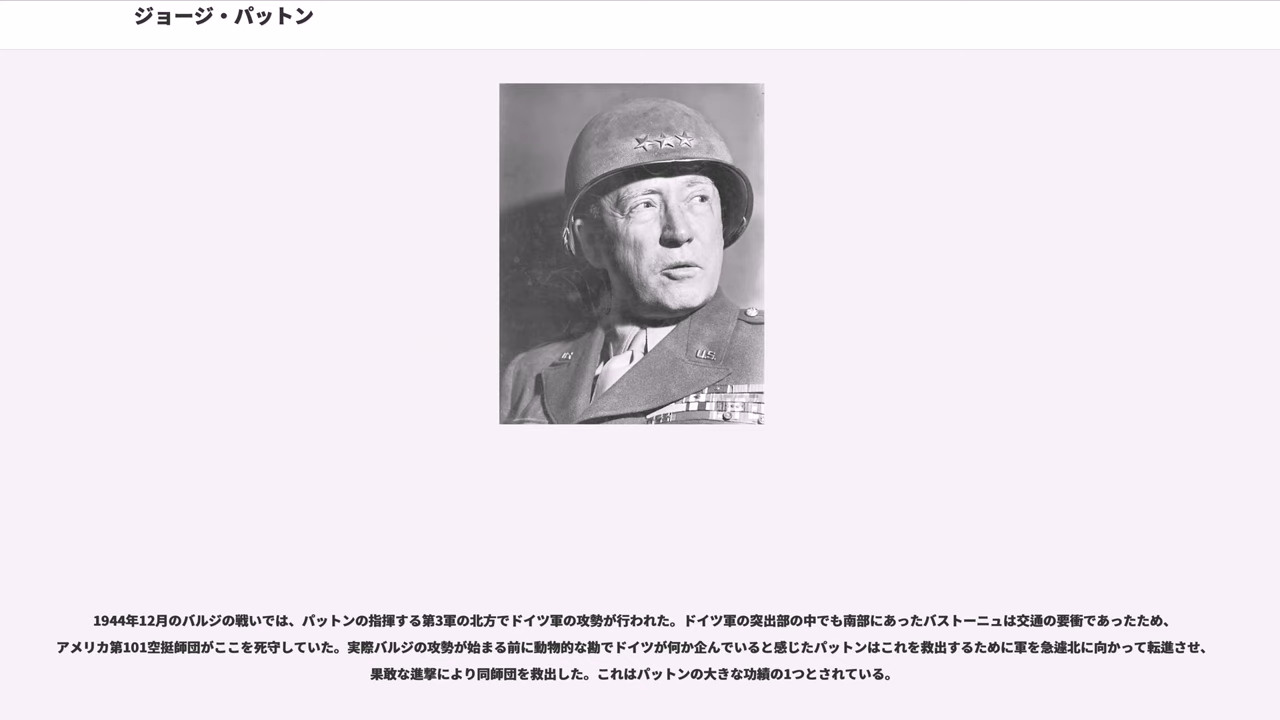 ジョージ・パットン
U.S.
1944年12月のバルジの戦いでは、パットンの指揮する第3軍の北方でドイツ軍の攻勢が行われた。ドイツ軍の突出部の中でも南部にあったバストーニュは交通の要衝であったため、
アメリカ第101空挺師団がここを死守していた。実際バルジの攻勢が始まる前に動物的な勘でドイツが何か企んでいると感じたパットンはこれを救出するために軍を急遽北に向かって転進させ、
果敢な進撃により同師団を救出した。これはパットンの大きな功績の1つとされている。